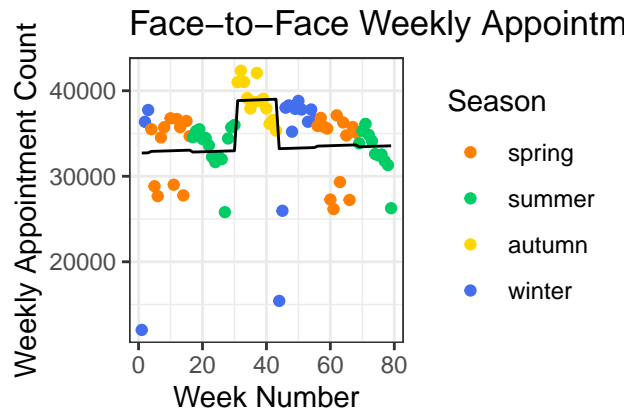 Face-to-Face Weekly Appointm
Weekly Appointment Count
40000
30000
20000
0
20
40
60
80
Week Number
Season
spring
summer
autumn
winter